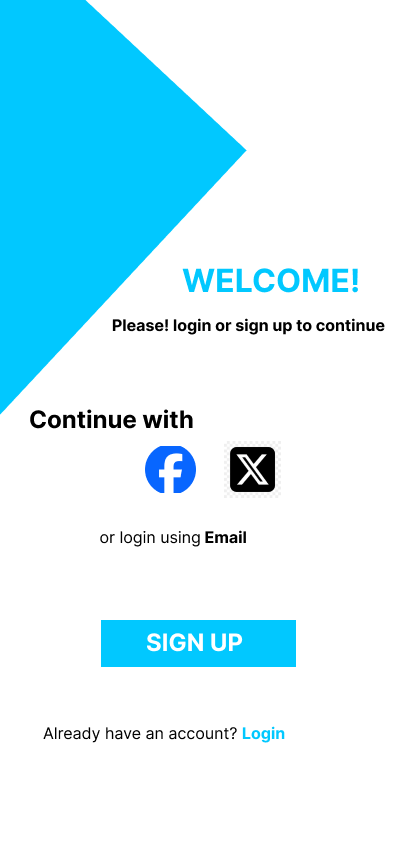 WELCOME!
Please! login or sign up to continue
Continue with
or login using Email
SIGN UP
Already have an account? Login